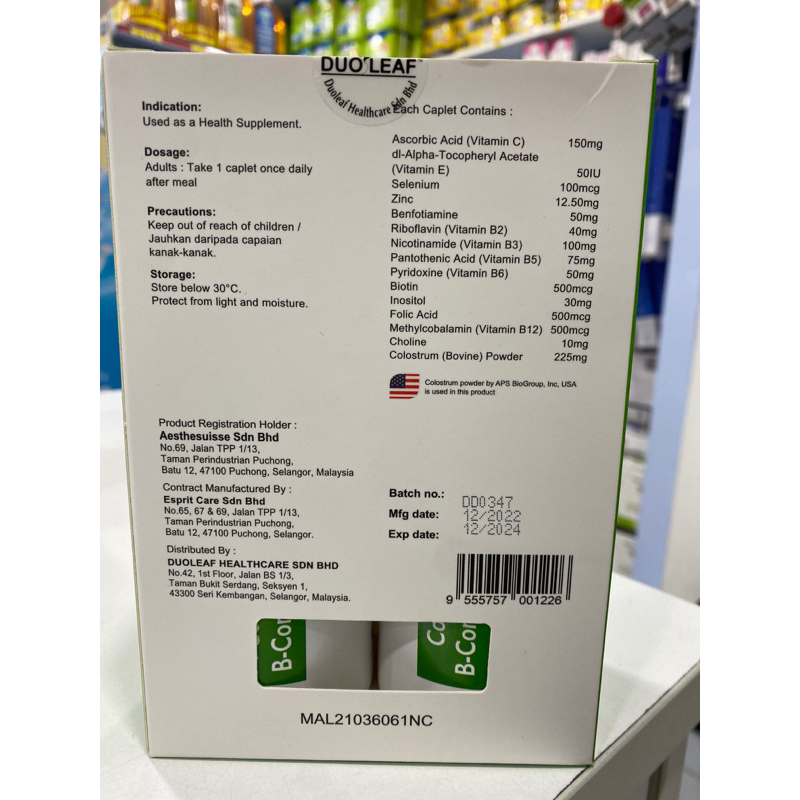 DUO'LEAF
Duoleaf Healthcare Sdn Bhd
Indication:
Used as a Health Supplement.
Dosage:
Adults : Take 1 caplet once daily
after meal
Precautions:
Keep out of reach of children /
Jauhkan daripada capaian
kanak-kanak.
Storage:
Store below 30°C.
Protect from light and moisture.
Each Caplet Contains :
Ascorbic Acid (Vitamin C) 150mg
dl-Alpha-Tocopheryl Acetate
(Vitamin E) 50IU
Selenium 100mcg
Zinc 12.50mg
Benfotiamine 50mg
Riboflavin (Vitamin B2) 40mg
Nicotinamide (Vitamin B3) 100mg
Pantothenic Acid (Vitamin B5) 75mg
Pyridoxine (Vitamin B6) 50mg
Biotin 500mcg
Inositol 30mg
Folic Acid 500mcg
Methylcobalamin (Vitamin B12) 500mcg
Choline 10mg
Colostrum (Bovine) Powder 225mg
Colostrum powder by APS BioGroup, Inc, USA
is used in this product
Product Registration Holder :
Aesthesuisse Sdn Bhd
No.69, Jalan TPP 1/13,
Taman Perindustrian Puchong,
Batu 12, 47100 Puchong, Selangor, Malaysia
Contract Manufactured By :
Esprit Care Sdn Bhd
No.65, 67 & 69, Jalan TPP 1/13,
Taman Perindustrian Puchong,
Batu 12, 47100 Puchong, Selangor.
Distributed By :
DUOLEAF HEALTHCARE SDN BHD
No.42, 1st Floor, Jalan BS 1/3,
Taman Bukit Serdang, Seksyen 1,
43300 Seri Kembangan, Selangor, Malaysia.
Batch no.: DD0347
Mfg date: 12/2022
Exp date: 12/2024
9 555757 001226
B-Cor
Co
B-Cor
MAL21036061NC